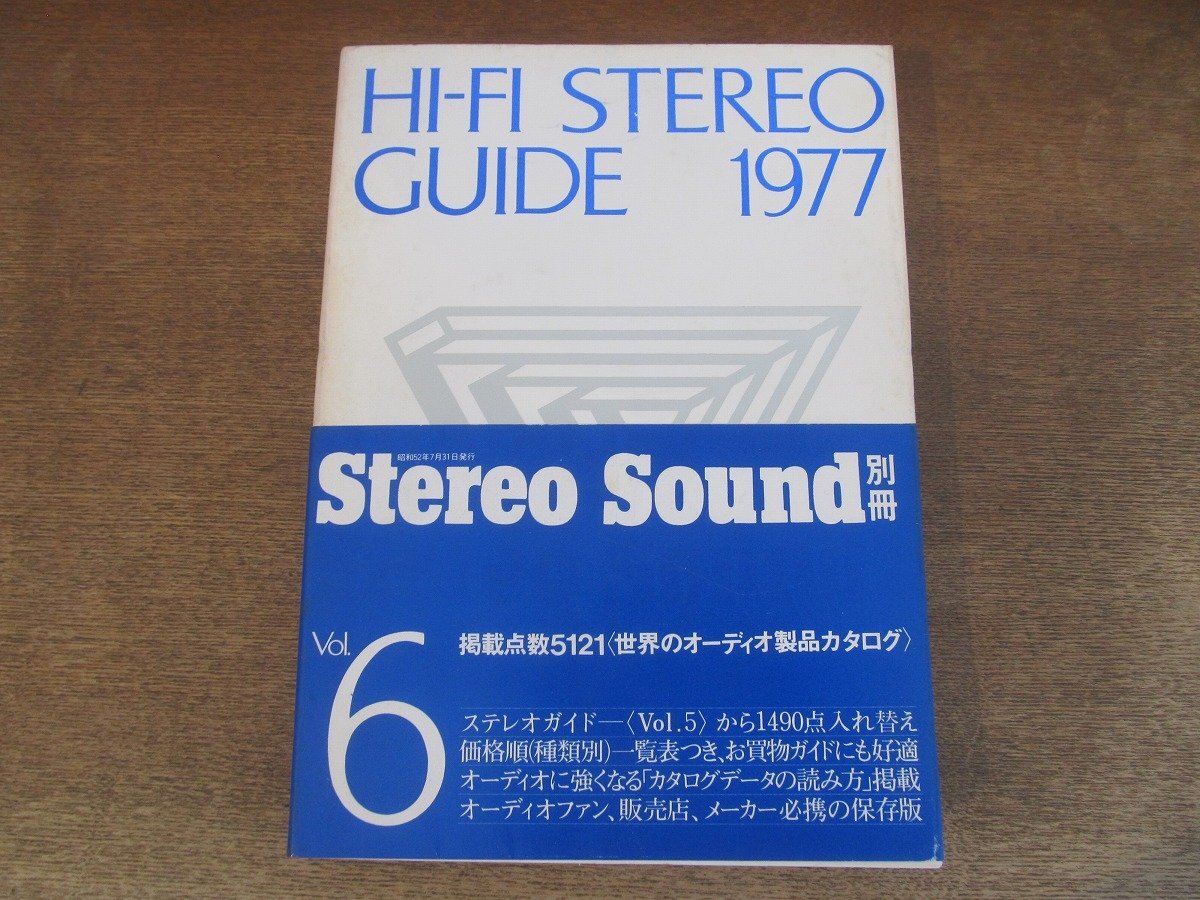 HI-FI STEREO
GUIDE 1977
昭和52年7月31日発行
Stereo Sound別冊
Vol.6
掲載点数5121〈世界のオーディオ製品カタログ〉
ステレオガイド―〈Vol.5〉から1490点入れ替え
価格順(種類別)一覧表つき、お買物ガイドにも好適
オーディオに強くなる「カタログデータの読み方」掲載
オーディオファン、販売店、メーカー必携の保存版